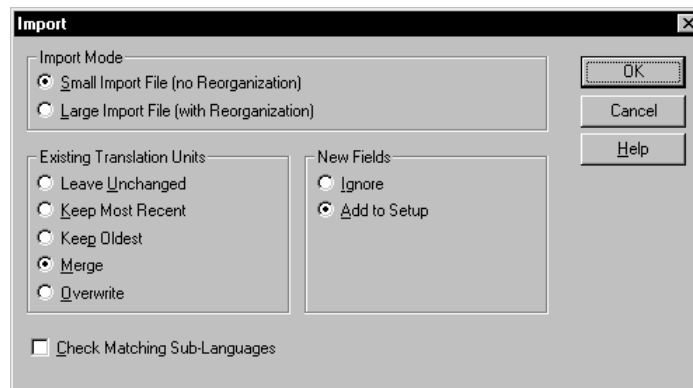 Import
Import Mode
Small Import File (no Reorganization)
Large Import File (with Reorganization)
OK
Cancel
Help
Existing Translation Units
Leave Unchanged
Keep Most Recent
Keep Oldest
Merge
Overwrite
New Fields
Ignore
Add to Setup
Check Matching Sub-Languages